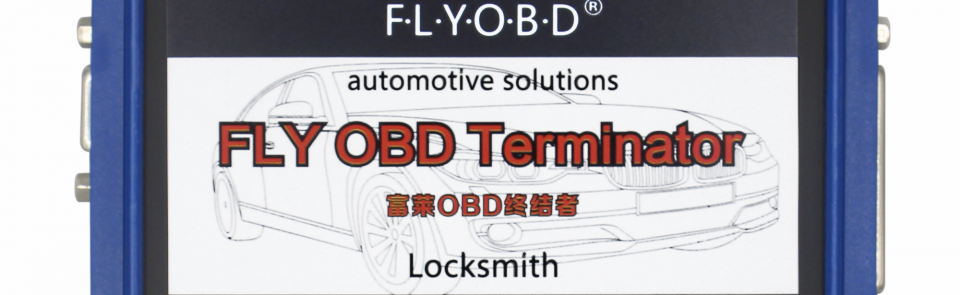 F·L·Y·O·B·D®
automotive solutions
FLY OBD Terminator
富莱OBD终结者
Locksmith